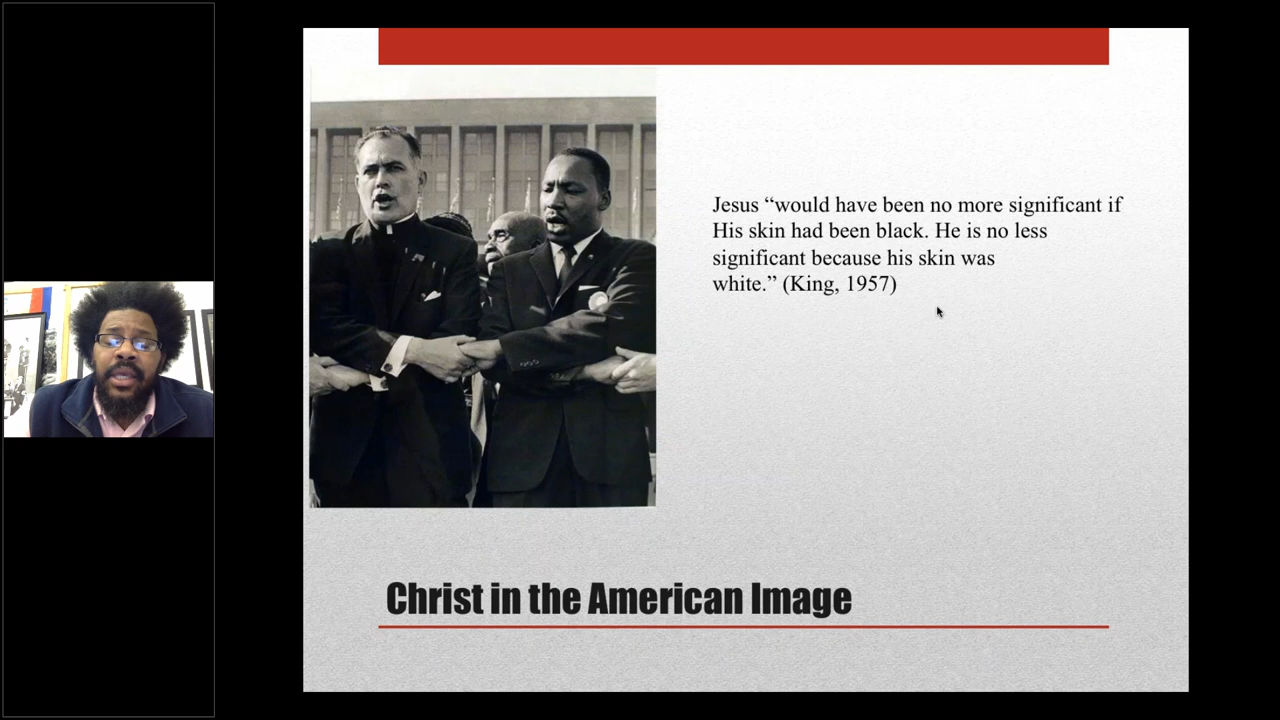 Jesus “would have been no more significant if
His skin had been black. He is no less
significant because his skin was
white.” (King, 1957)
Christ in the American Image